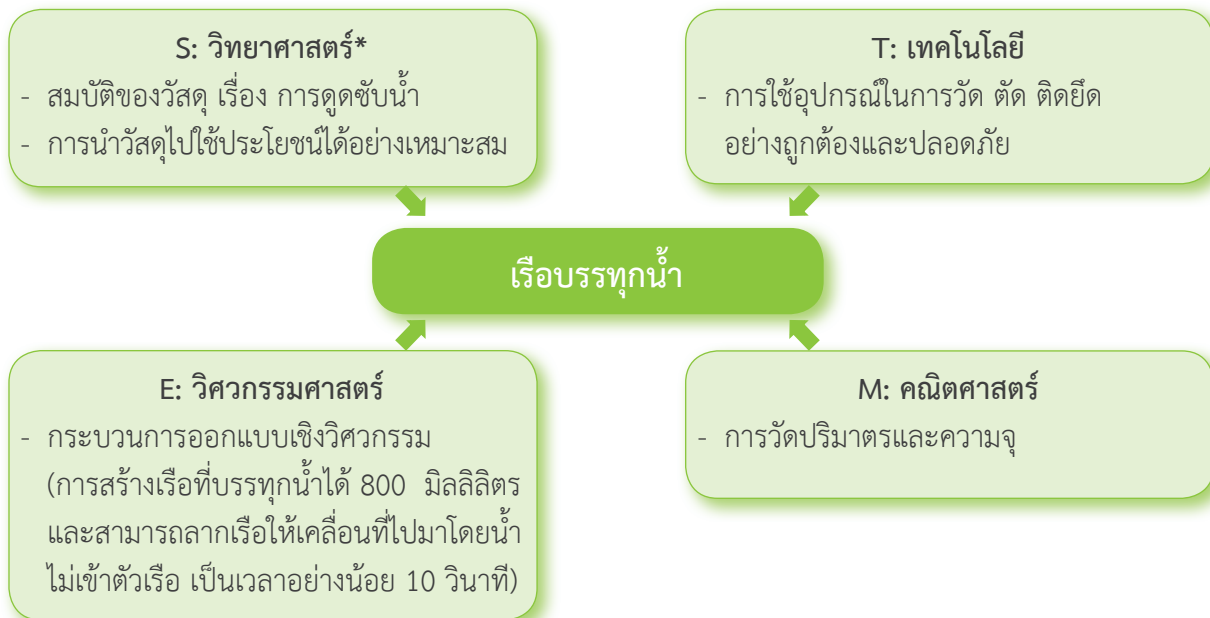 S: วิทยาศาสตร์*
- สมบัติของวัสดุ เรื่อง การดูดซับน้ำ
- การนำวัสดุไปใช้ประโยชน์ได้อย่างเหมาะสม
T: เทคโนโลยี
- การใช้อุปกรณ์ในการวัด ตัด ติดยึด
อย่างถูกต้องและปลอดภัย
เรือบรรทุกน้ำ
E: วิศวกรรมศาสตร์
- กระบวนการออกแบบเชิงวิศวกรรม
(การสร้างเรือที่บรรทุกน้ำได้ 800 มิลลิลิตร
และสามารถลากเรือให้เคลื่อนที่ไปมาโดยน้ำ
ไม่เข้าตัวเรือ เป็นเวลาอย่างน้อย 10 วินาที)
M: คณิตศาสตร์
- การวัดปริมาตรและความจุ